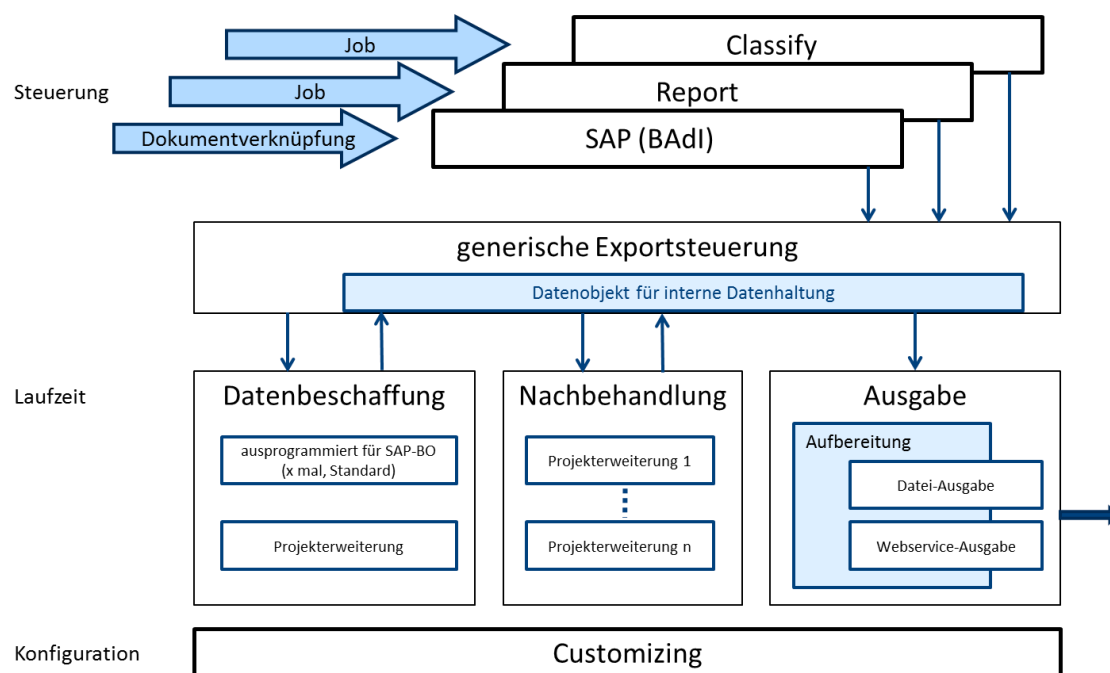 Job
Classify
Steuerung
Job
Report
Dokumentverknüpfung
SAP (BAdI)
generische Exportsteuerung
Datenobjekt für interne Datenhaltung
Laufzeit
Datenbeschaffung
ausprogrammiert für SAP-BO
(x mal, Standard)
Projekterweiterung
Nachbehandlung
Projekterweiterung 1
Projekterweiterung n
Ausgabe
Aufbereitung
Datei-Ausgabe
Webservice-Ausgabe
Konfiguration
Customizing